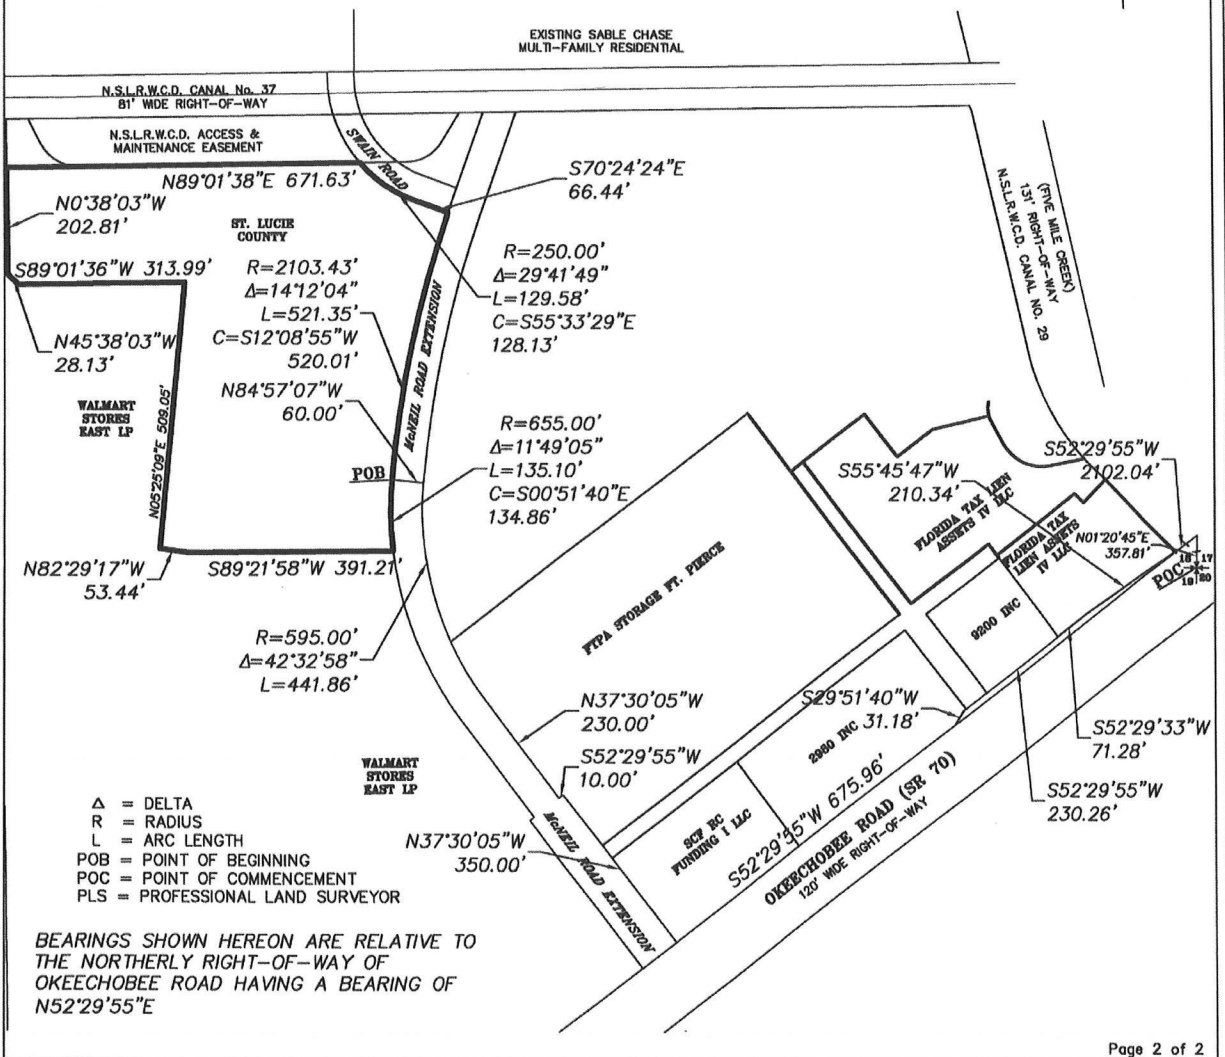 EXISTING SABLE CHASE
MULTI-FAMILY RESIDENTIAL
N.S.L.R.W.C.D. CANAL No. 37
81' WIDE RIGHT-OF-WAY
N.S.L.R.W.C.D. ACCESS &
MAINTENANCE EASEMENT
SWAIN ROAD
S70°24'24"E
66.44'
N89°01'38"E 671.63'
N0°38'03"W
202.81'
ST. LUCIE
COUNTY
(FIVE MILE CREEK)
131' RIGHT-OF-WAY
N.S.L.R.W.C.D. CANAL NO. 29
S89°01'36"W 313.99'
R=2103.43'
Δ=14°12'04"
L=521.35'
C=S12°08'55"W
520.01'
R=250.00'
Δ=29°41'49"
L=129.58'
C=S55°33'29"E
128.13'
McNEIL ROAD EXTENSION
N45°38'03"W
28.13'
N84°57'07"W
60.00'
WALMART
STORES
EAST LP
N05°25'09"E 509.05'
POB
R=655.00'
Δ=11°49'05"
L=135.10'
C=S00°51'40"E
134.86'
S55°45'47"W
210.34'
S52°29'55"W
2102.04'
FLORIDA TAX LIEN
ASSETS IV LLC
FLORIDA TAX
LIEN ASSETS
IV LLC
N01°20'45"E
357.81'
POC
18 17
19 20
N82°29'17"W
53.44'
S89°21'58"W 391.21'
FTPA STORAGE FT. PIERCE
9200 INC
R=595.00'
Δ=42°32'58"
L=441.86'
N37°30'05"W
230.00'
S29°51'40"W
31.18'
2980 INC
S52°29'33"W
71.28'
S52°29'55"W
10.00'
S52°29'55"W
230.26'
WALMART
STORES
EAST LP
SCF RC
FUNDING I LLC
S52°29'55"W 675.96'
OKEECHOBEE ROAD (SR 70)
120' WIDE RIGHT-OF-WAY
N37°30'05"W
350.00'
McNEIL ROAD EXTENSION
Δ = DELTA
R = RADIUS
L = ARC LENGTH
POB = POINT OF BEGINNING
POC = POINT OF COMMENCEMENT
PLS = PROFESSIONAL LAND SURVEYOR
BEARINGS SHOWN HEREON ARE RELATIVE TO
THE NORTHERLY RIGHT-OF-WAY OF
OKEECHOBEE ROAD HAVING A BEARING OF
N52°29'55"E
Page 2 of 2